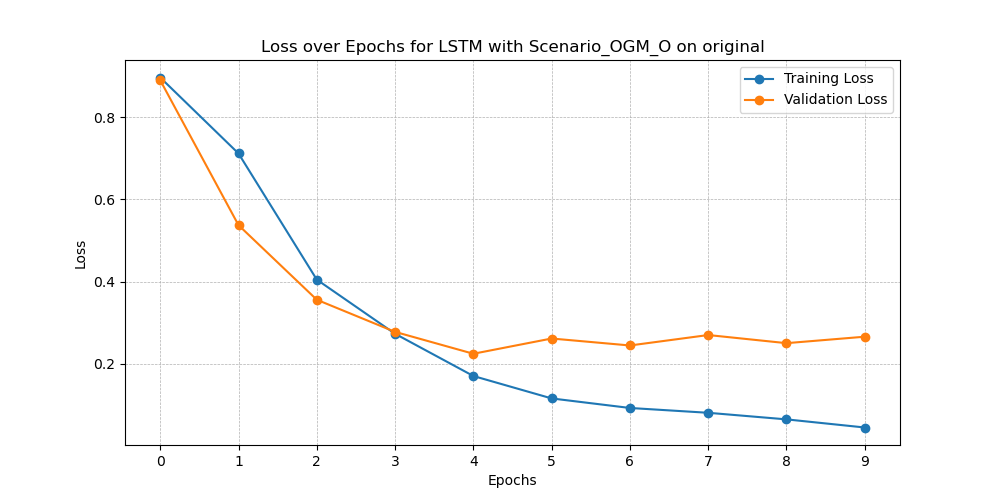 Loss over Epochs for LSTM with Scenario_OGM_O on original
Training Loss
Validation Loss
0.8
0.6
0.4
0.2
Loss
0 1 2 3 4 5 6 7 8 9
Epochs